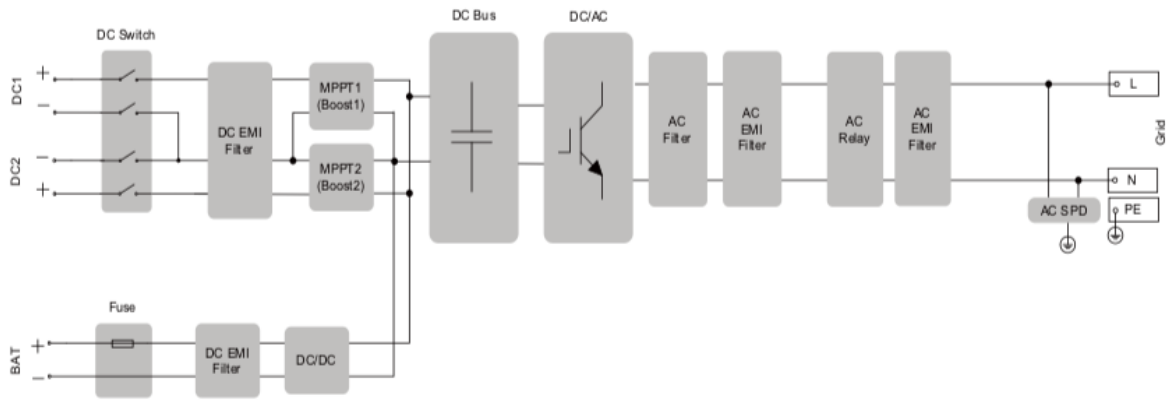 DC Bus
DC/AC
DC Switch
DC1
+
−
DC2
−
+
DC EMI
Filter
MPPT1
(Boost1)
MPPT2
(Boost2)
AC
Filter
AC
EMI
Filter
AC
Relay
AC
EMI
Filter
L
Grid
N
AC SPD
PE
Fuse
BAT
+
−
DC EMI
Filter
DC/DC